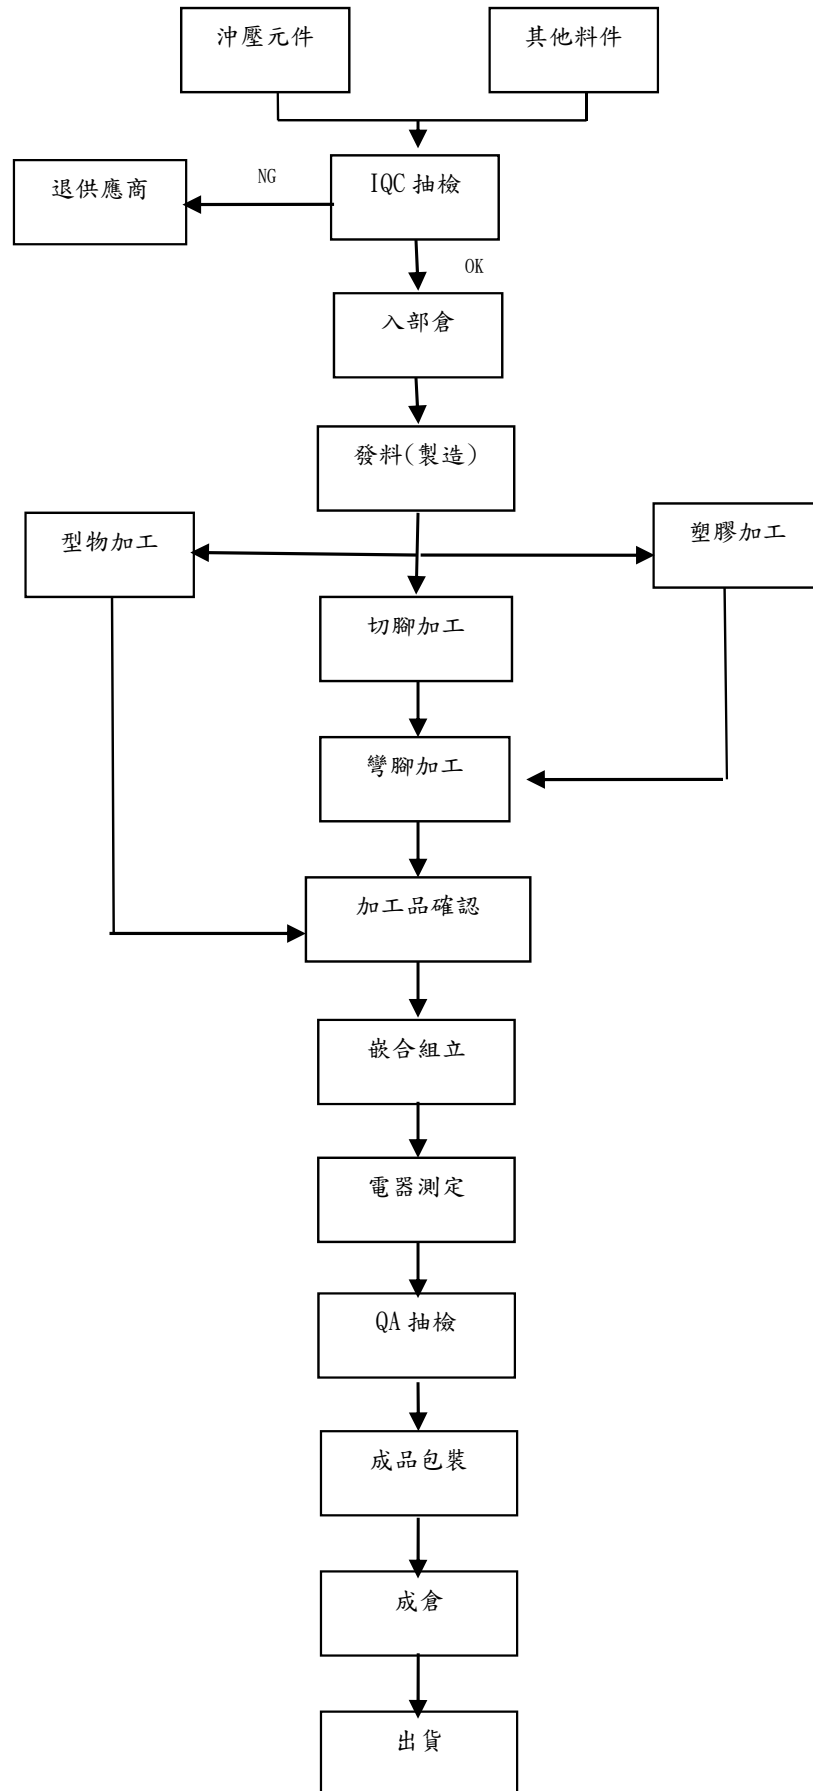 沖壓元件
其他料件
IQC 抽檢
NG
退供應商
OK
入部倉
發料(製造)
型物加工
塑膠加工
切腳加工
彎腳加工
加工品確認
嵌合組立
電器測定
QA 抽檢
成品包裝
成倉
出貨